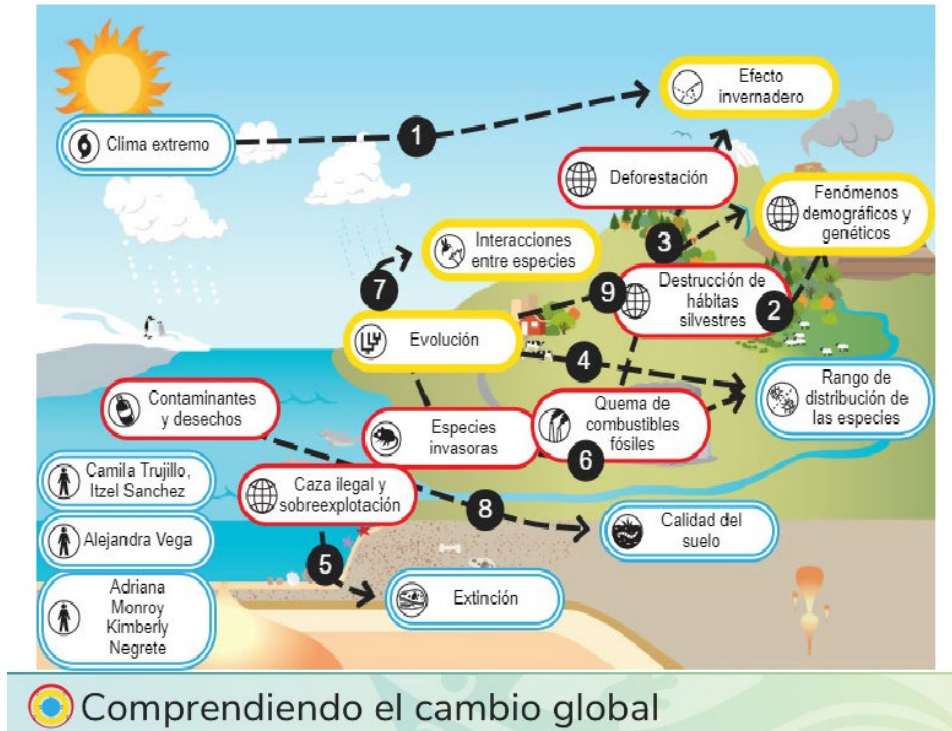 Efecto
invernadero
Clima extremo
1
Deforestación
Fenómenos
demográficos y
genéticos
3
Interacciones
entre especies
7
9
Destrucción de
hábitas
silvestres
2
Evolución
4
Rango de
distribución de
las especies
Contaminantes
y desechos
Especies
invasoras
Quema de
combustibles
fósiles
6
Camila Trujillo,
Itzel Sanchez
Caza ilegal y
sobreexplotación
8
Calidad del
suelo
Alejandra Vega
5
Adriana
Monroy
Kimberly
Negrete
Extinción
Comprendiendo el cambio global